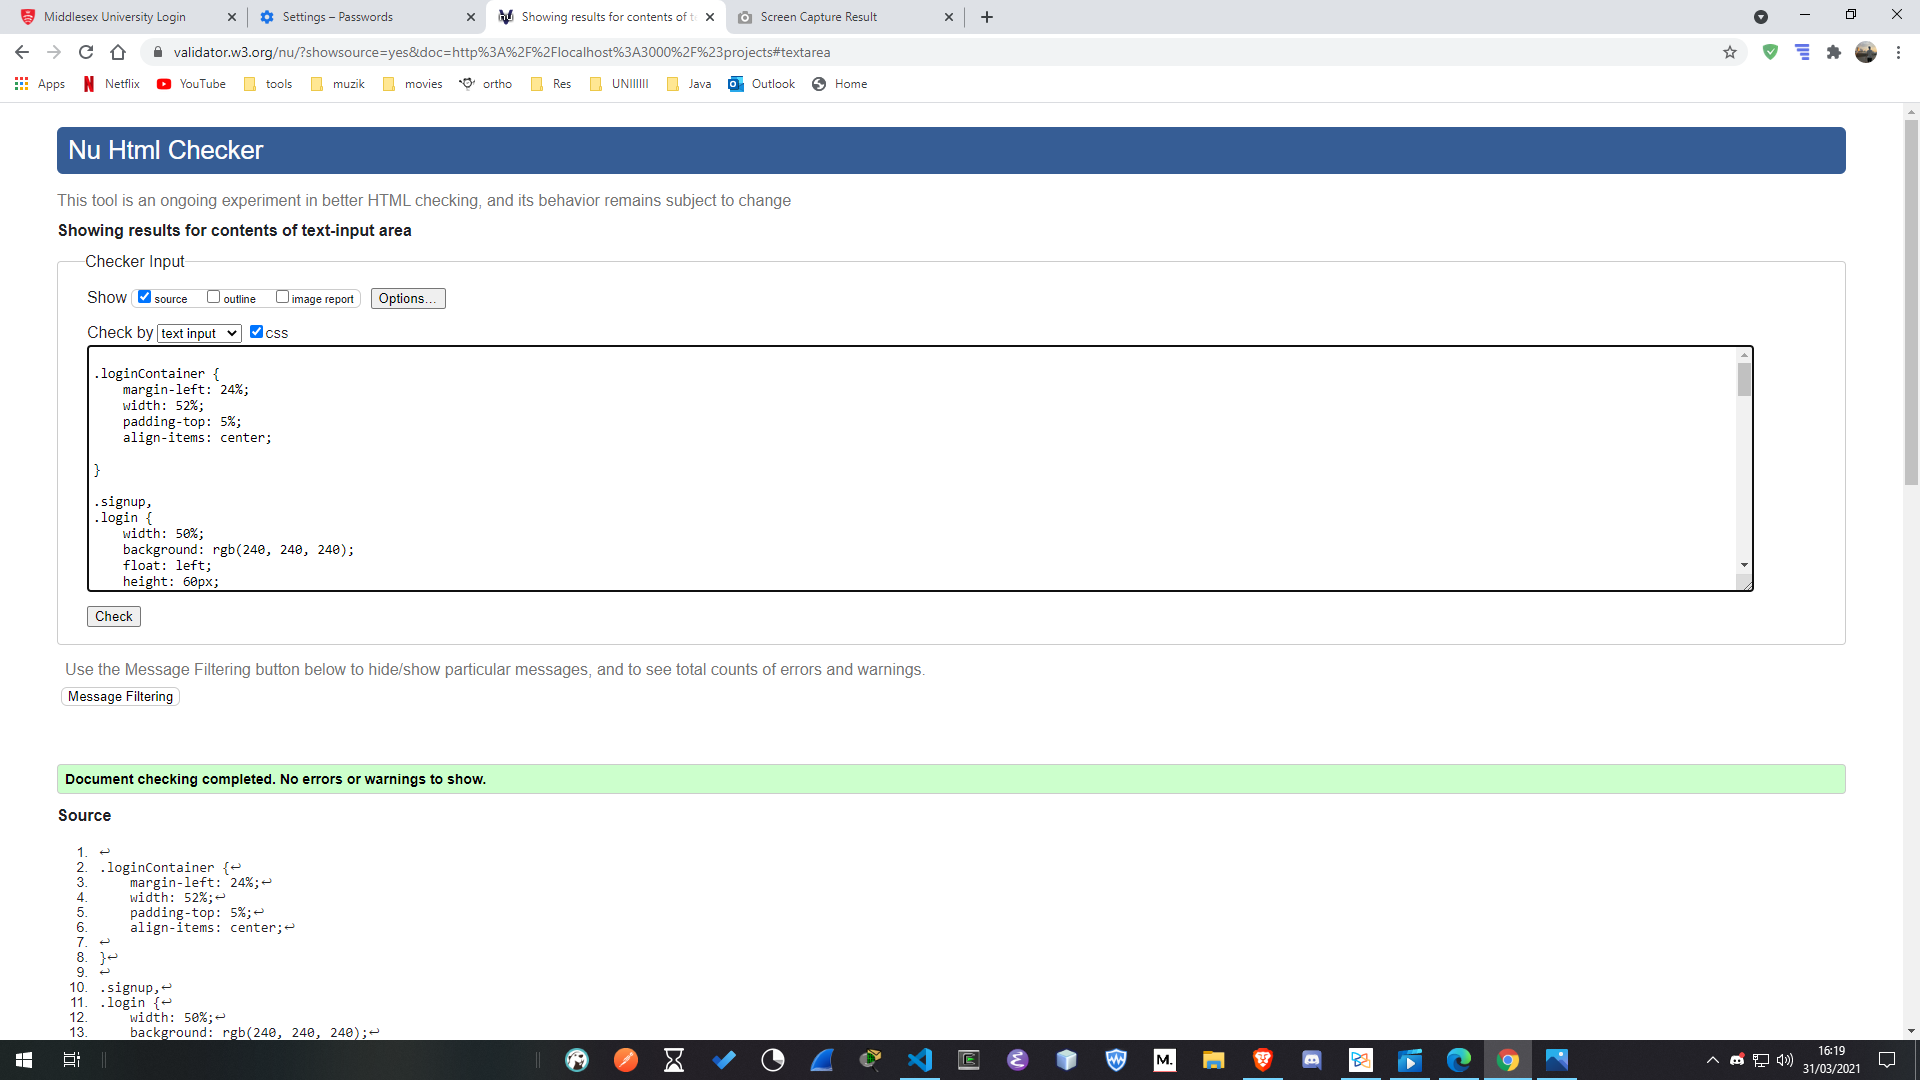 Middlesex University Login
Settings – Passwords
Showing results for contents of t
Screen Capture Result
validator.w3.org/nu/?showsource=yes&doc=http%3A%2F%2Flocalhost%3A3000%2F%23projects#textarea
Apps Netflix YouTube tools muzik movies ortho Res UNIIIIII Java Outlook Home
Nu Html Checker
This tool is an ongoing experiment in better HTML checking, and its behavior remains subject to change
Showing results for contents of text-input area
Checker Input
Show source outline image report Options...
Check by text input css
.loginContainer {
margin-left: 24%;
width: 52%;
padding-top: 5%;
align-items: center;
}
.signup,
.login {
width: 50%;
background: rgb(240, 240, 240);
float: left;
height: 60px;
Check
Use the Message Filtering button below to hide/show particular messages, and to see total counts of errors and warnings.
Message Filtering
Document checking completed. No errors or warnings to show.
Source
1. ↩
2. .loginContainer {↩
3. margin-left: 24%;↩
4. width: 52%;↩
5. padding-top: 5%;↩
6. align-items: center;↩
7. ↩
8. }↩
9. ↩
10. .signup,↩
11. .login {↩
12. width: 50%;↩
13. background: rgb(240, 240, 240);↩
M.
16:19
31/03/2021